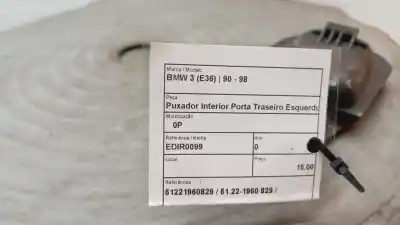 Marca / Modelo
BMW 3 (E36) | 90 - 98
Peça
Puxador Interior Porta Traseiro Esquerdo
Motorização
0P
Referência Interna Ano
EDIR0099 0
Local Preço
15.00
Referências
51221960829 / 51.22-1960 829 /